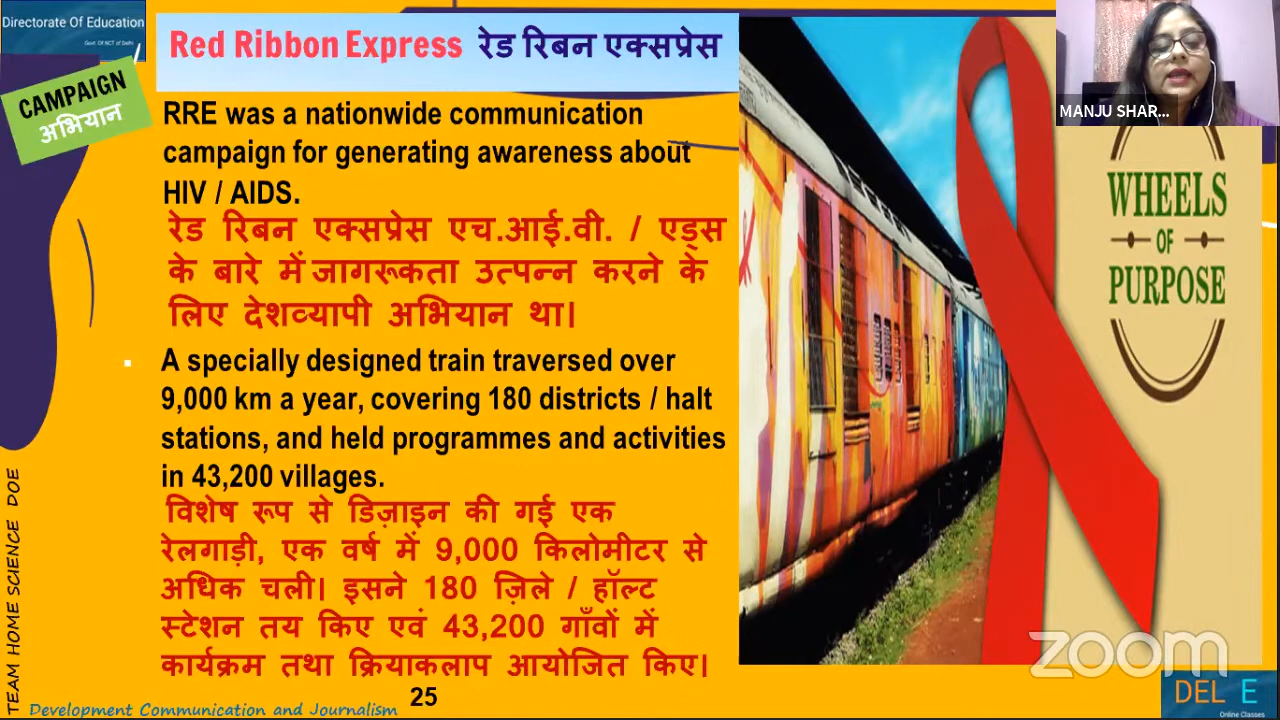 Directorate Of Education
Govt. Of NCT of Delhi
CAMPAIGN
अभियान
Red Ribbon Express रेड रिबन एक्सप्रेस
RRE was a nationwide communication
campaign for generating awareness about
HIV / AIDS.
रेड रिबन एक्सप्रेस एच.आई.वी. / एड्स
के बारे में जागरूकता उत्पन्न करने के
लिए देशव्यापी अभियान था।
A specially designed train traversed over
9,000 km a year, covering 180 districts / halt
stations, and held programmes and activities
in 43,200 villages.
विशेष रूप से डिज़ाइन की गई एक
रेलगाड़ी, एक वर्ष में 9,000 किलोमीटर से
अधिक चली। इसने 180 ज़िले / हॉल्ट
स्टेशन तय किए एवं 43,200 गाँवों में
कार्यक्रम तथा क्रियाकलाप आयोजित किए।
25
TEAM HOME SCIENCE DOE
Development Communication and Journalism
MANJU SHAR...
WHEELS
OF
PURPOSE
zoom
DEL E
Online Classes